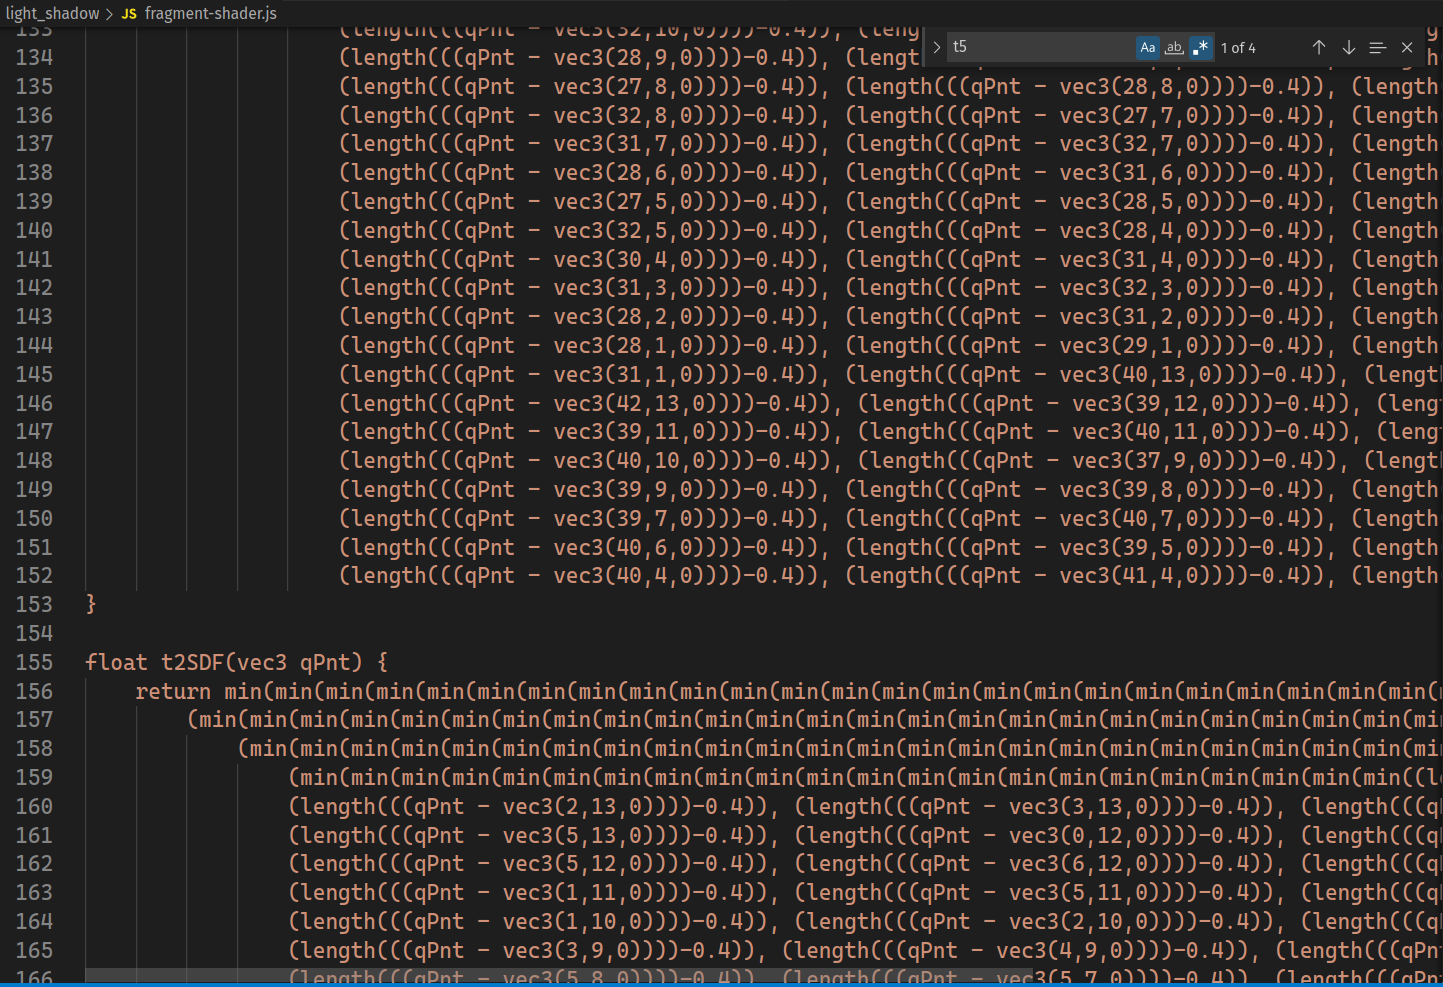 light_shadow > JS fragment-shader.js
t5 Aa ab .* 1 of 4
133 (length(((qPnt - vec3(32,10,0))))-0.4)), (leng
134 (length(((qPnt - vec3(28,9,0))))-0.4)), (lengt
135 (length(((qPnt - vec3(27,8,0))))-0.4)), (length(((qPnt - vec3(28,8,0))))-0.4)), (length
136 (length(((qPnt - vec3(32,8,0))))-0.4)), (length(((qPnt - vec3(27,7,0))))-0.4)), (length
137 (length(((qPnt - vec3(31,7,0))))-0.4)), (length(((qPnt - vec3(32,7,0))))-0.4)), (length
138 (length(((qPnt - vec3(28,6,0))))-0.4)), (length(((qPnt - vec3(31,6,0))))-0.4)), (length
139 (length(((qPnt - vec3(27,5,0))))-0.4)), (length(((qPnt - vec3(28,5,0))))-0.4)), (length
140 (length(((qPnt - vec3(32,5,0))))-0.4)), (length(((qPnt - vec3(28,4,0))))-0.4)), (length
141 (length(((qPnt - vec3(30,4,0))))-0.4)), (length(((qPnt - vec3(31,4,0))))-0.4)), (length
142 (length(((qPnt - vec3(31,3,0))))-0.4)), (length(((qPnt - vec3(32,3,0))))-0.4)), (length
143 (length(((qPnt - vec3(28,2,0))))-0.4)), (length(((qPnt - vec3(31,2,0))))-0.4)), (length
144 (length(((qPnt - vec3(28,1,0))))-0.4)), (length(((qPnt - vec3(29,1,0))))-0.4)), (length
145 (length(((qPnt - vec3(31,1,0))))-0.4)), (length(((qPnt - vec3(40,13,0))))-0.4)), (lengt
146 (length(((qPnt - vec3(42,13,0))))-0.4)), (length(((qPnt - vec3(39,12,0))))-0.4)), (leng
147 (length(((qPnt - vec3(39,11,0))))-0.4)), (length(((qPnt - vec3(40,11,0))))-0.4)), (leng
148 (length(((qPnt - vec3(40,10,0))))-0.4)), (length(((qPnt - vec3(37,9,0))))-0.4)), (lengt
149 (length(((qPnt - vec3(39,9,0))))-0.4)), (length(((qPnt - vec3(39,8,0))))-0.4)), (length
150 (length(((qPnt - vec3(39,7,0))))-0.4)), (length(((qPnt - vec3(40,7,0))))-0.4)), (length
151 (length(((qPnt - vec3(40,6,0))))-0.4)), (length(((qPnt - vec3(39,5,0))))-0.4)), (length
152 (length(((qPnt - vec3(40,4,0))))-0.4)), (length(((qPnt - vec3(41,4,0))))-0.4)), (length
153 }
154
155 float t2SDF(vec3 qPnt) {
156 return min(min(min(min(min(min(min(min(min(min(min(min(min(min(min(min(min(min(min(min(min(min(min(min(
157 (min(min(min(min(min(min(min(min(min(min(min(min(min(min(min(min(min(min(min(min(min(min(min(min(mi
158 (min(min(min(min(min(min(min(min(min(min(min(min(min(min(min(min(min(min(min(min(min(min(min(mi
159 (min(min(min(min(min(min(min(min(min(min(min(min(min(min(min(min(min(min(min(min(min(min((l
160 (length(((qPnt - vec3(2,13,0))))-0.4)), (length(((qPnt - vec3(3,13,0))))-0.4)), (length(((q
161 (length(((qPnt - vec3(5,13,0))))-0.4)), (length(((qPnt - vec3(0,12,0))))-0.4)), (length(((q
162 (length(((qPnt - vec3(5,12,0))))-0.4)), (length(((qPnt - vec3(6,12,0))))-0.4)), (length(((q
163 (length(((qPnt - vec3(1,11,0))))-0.4)), (length(((qPnt - vec3(5,11,0))))-0.4)), (length(((q
164 (length(((qPnt - vec3(1,10,0))))-0.4)), (length(((qPnt - vec3(2,10,0))))-0.4)), (length(((q
165 (length(((qPnt - vec3(3,9,0))))-0.4)), (length(((qPnt - vec3(4,9,0))))-0.4)), (length(((qPn
166 (length(((qPnt - vec3(5,8,0))))-0.4)), (length(((qPnt - vec3(5,7,0))))-0.4)), (length(((qPn